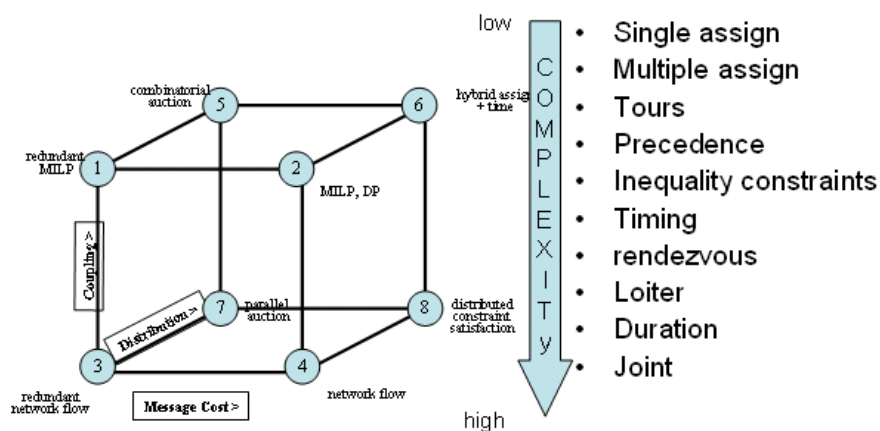 combinatorial
auction
5
6
hybrid assign
+ time
redundant
MILP
1
2
MILP, DP
Coupling >
Distribution >
7
parallel
auction
8
distributed
constraint
satisfaction
3
4
redundant
network flow
Message Cost >
network flow
low
COMPLEXITy
high
• Single assign
• Multiple assign
• Tours
• Precedence
• Inequality constraints
• Timing
• rendezvous
• Loiter
• Duration
• Joint